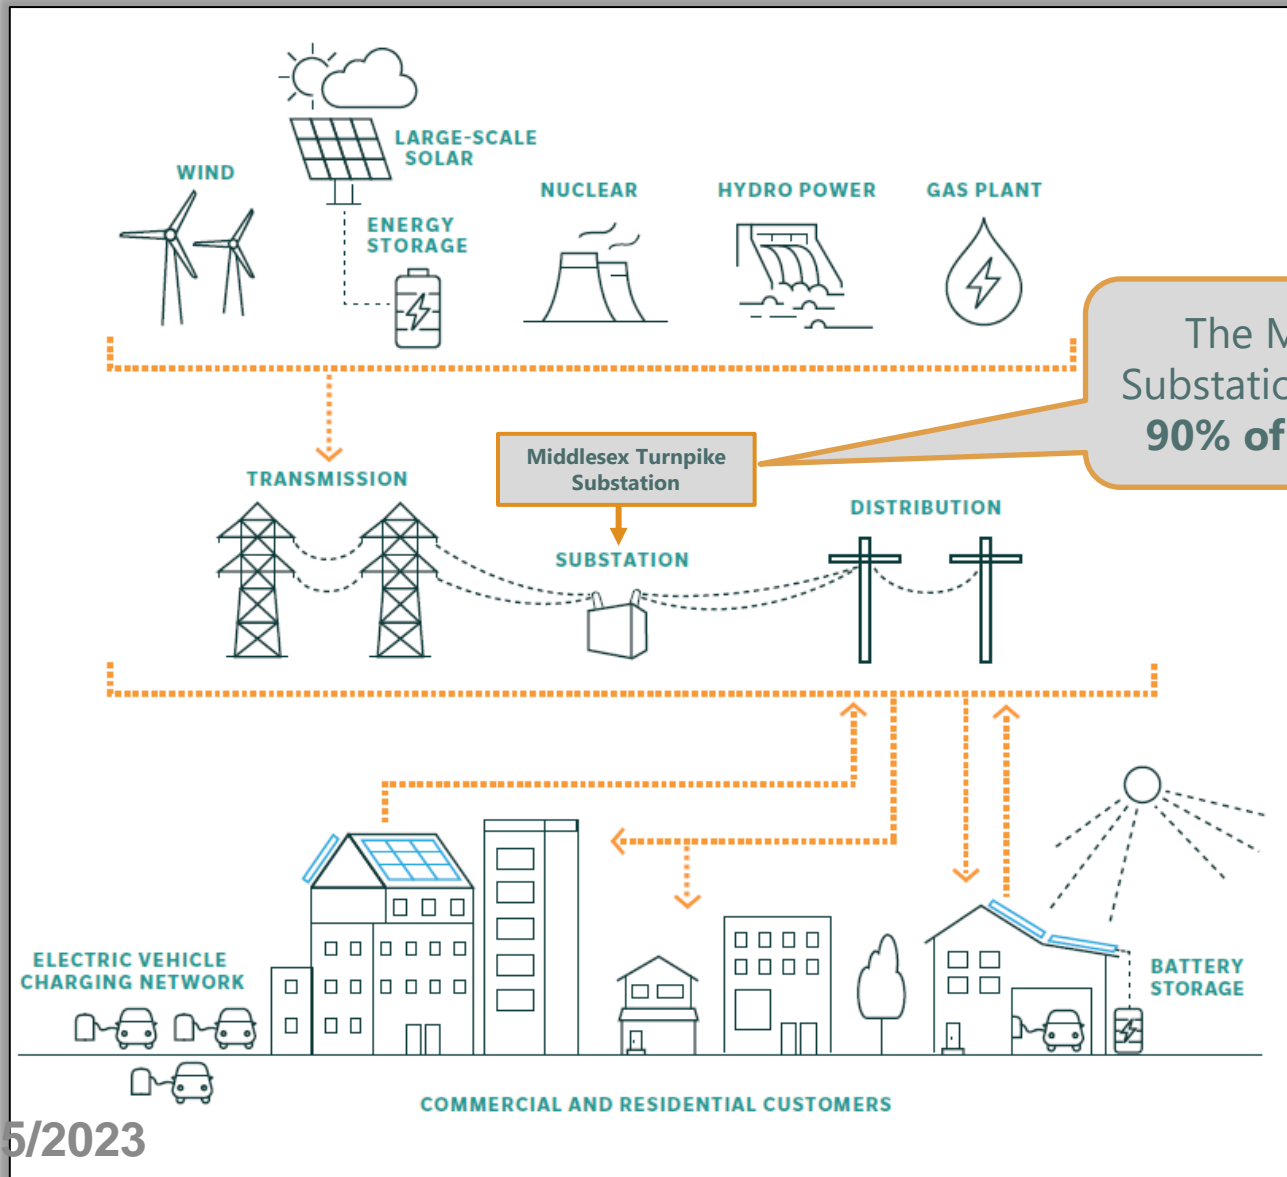 LARGE-SCALE
SOLAR
WIND
NUCLEAR
HYDRO POWER
GAS PLANT
ENERGY
STORAGE
The
90% of
Middlesex Turnpike
Substation
TRANSMISSION
DISTRIBUTION
SUBSTATION
ELECTRIC VEHICLE
CHARGING NETWORK
BATTERY
STORAGE
COMMERCIAL AND RESIDENTIAL CUSTOMERS
5/2023